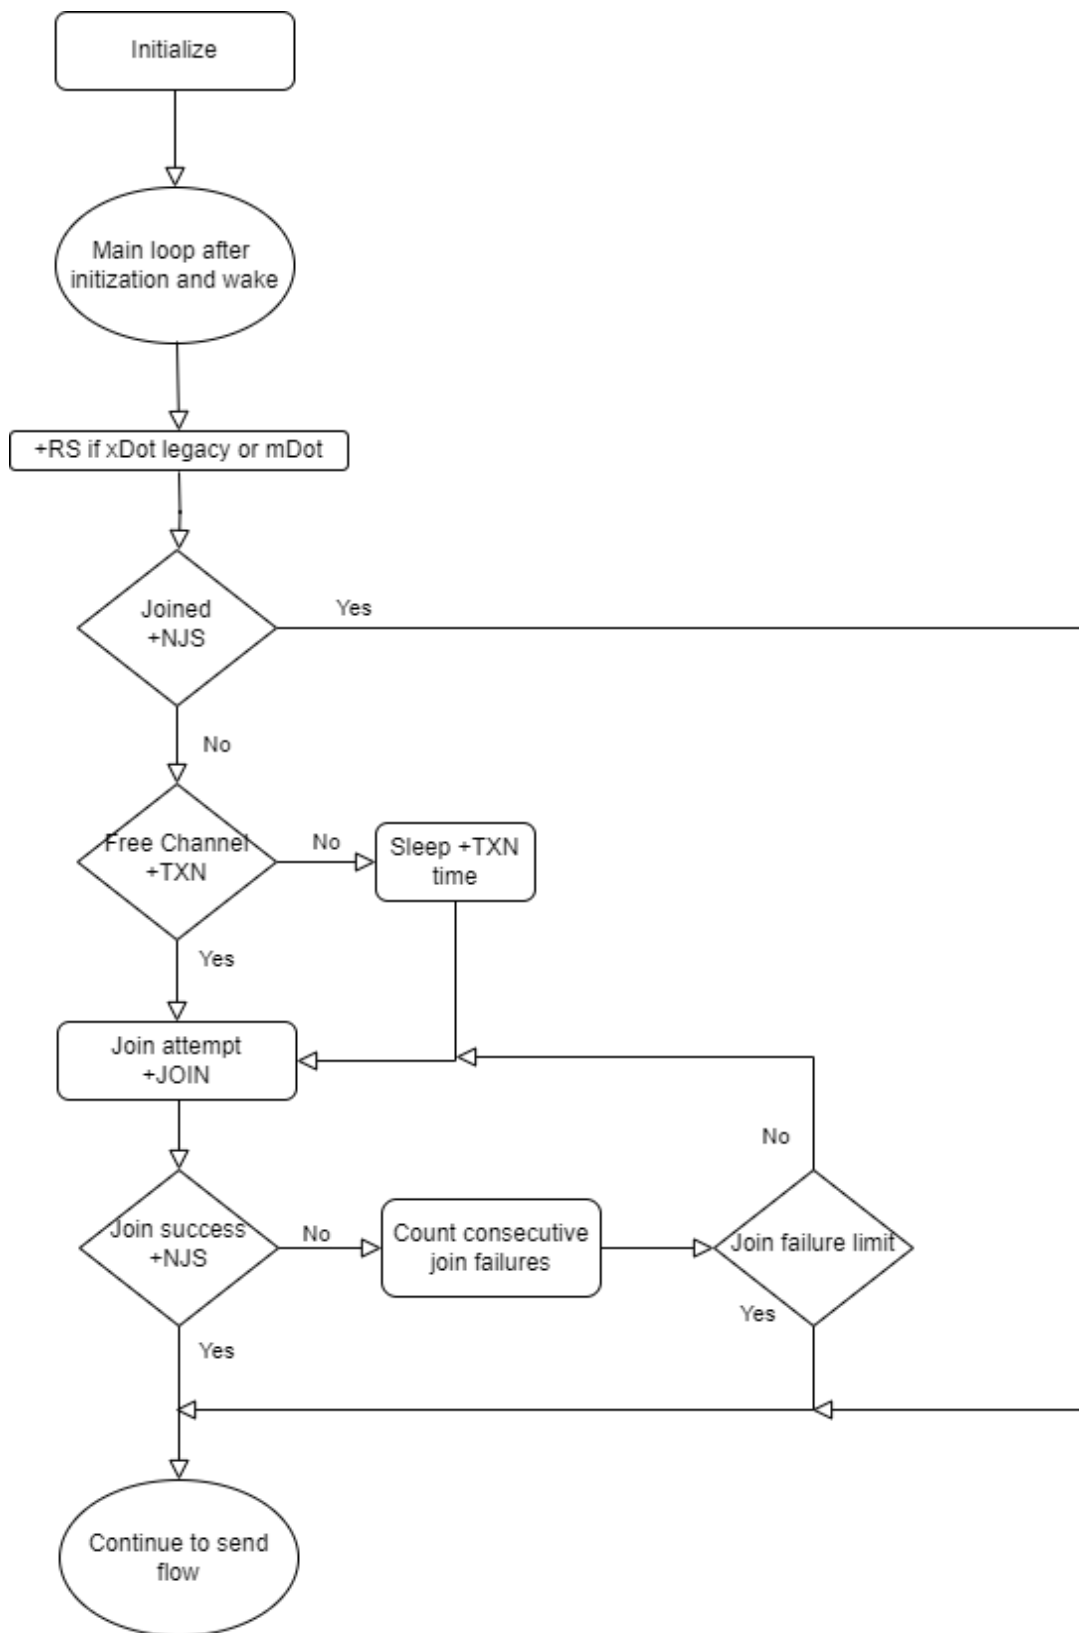 Initialize
Main loop after
initization and wake
+RS if xDot legacy or mDot
Joined
+NJS
Yes
No
Free Channel
+TXN
No
Sleep +TXN
time
Yes
Join attempt
+JOIN
No
Join success
+NJS
No
Count consecutive
join failures
Join failure limit
Yes
Yes
Continue to send
flow